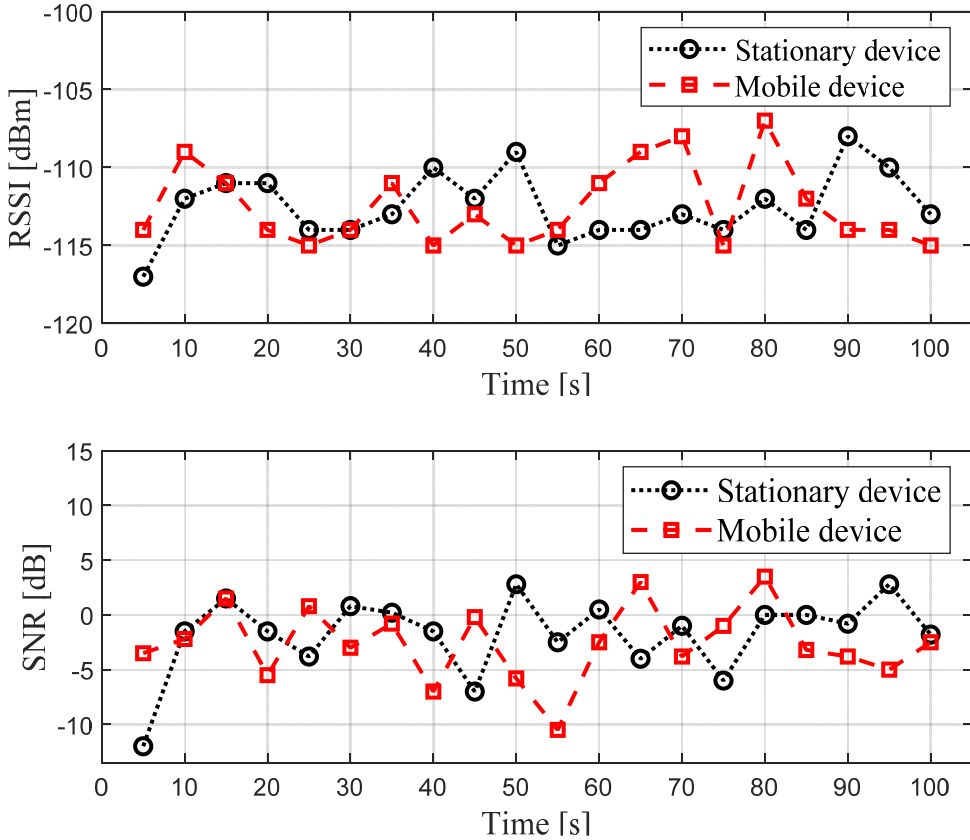 -100
-105
-110
-115
-120
RSSI [dBm]
Stationary device
Mobile device
0 10 20 30 40 50 60 70 80 90 100
Time [s]
15
10
5
0
-5
-10
SNR [dB]
Stationary device
Mobile device
0 10 20 30 40 50 60 70 80 90 100
Time [s]